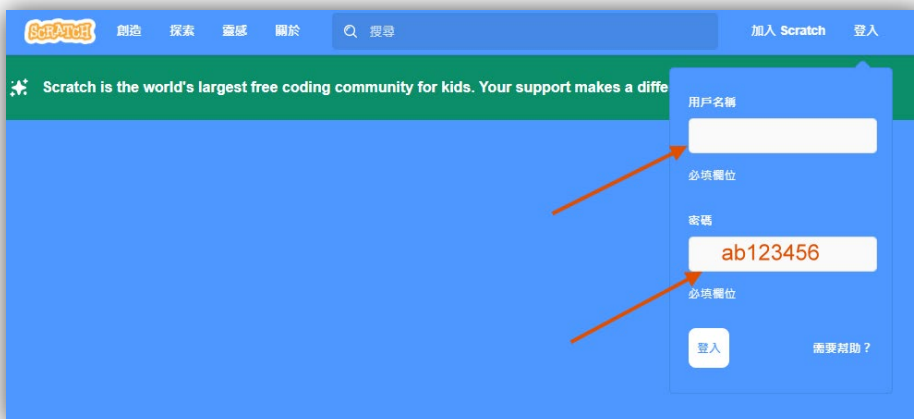 SCRATCH 創造 探索 靈感 關於 搜尋 加入 Scratch 登入
Scratch is the world's largest free coding community for kids. Your support makes a diffe
用戶名稱
必填欄位
密碼
ab123456
必填欄位
登入 需要幫助？